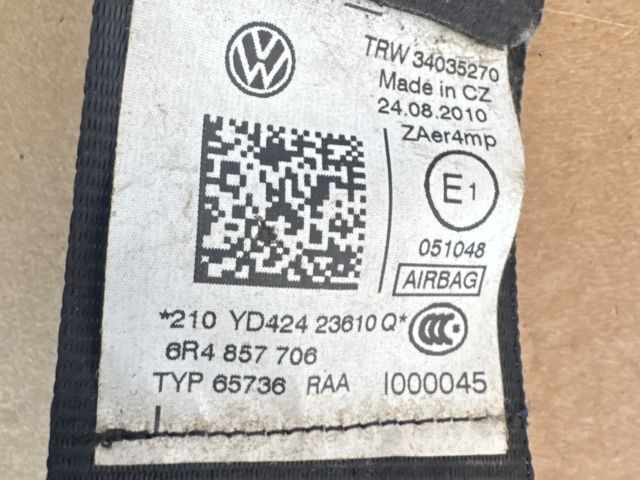 TRW 34035270
Made in CZ
24.08.2010
ZAer4mp
E1
051048
AIRBAG
*210 YD424 23610 Q*
CCC
6R4 857 706
TYP 65736 RAA I000045